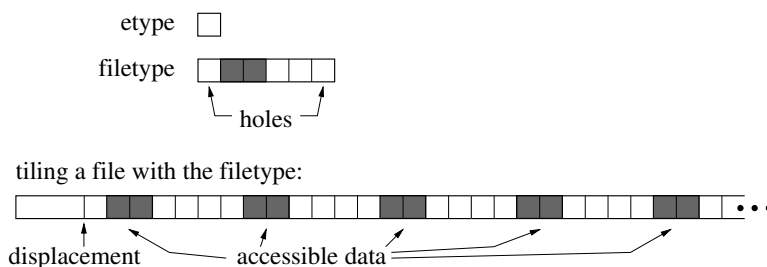 etype
filetype
holes
tiling a file with the filetype:
displacement
accessible data